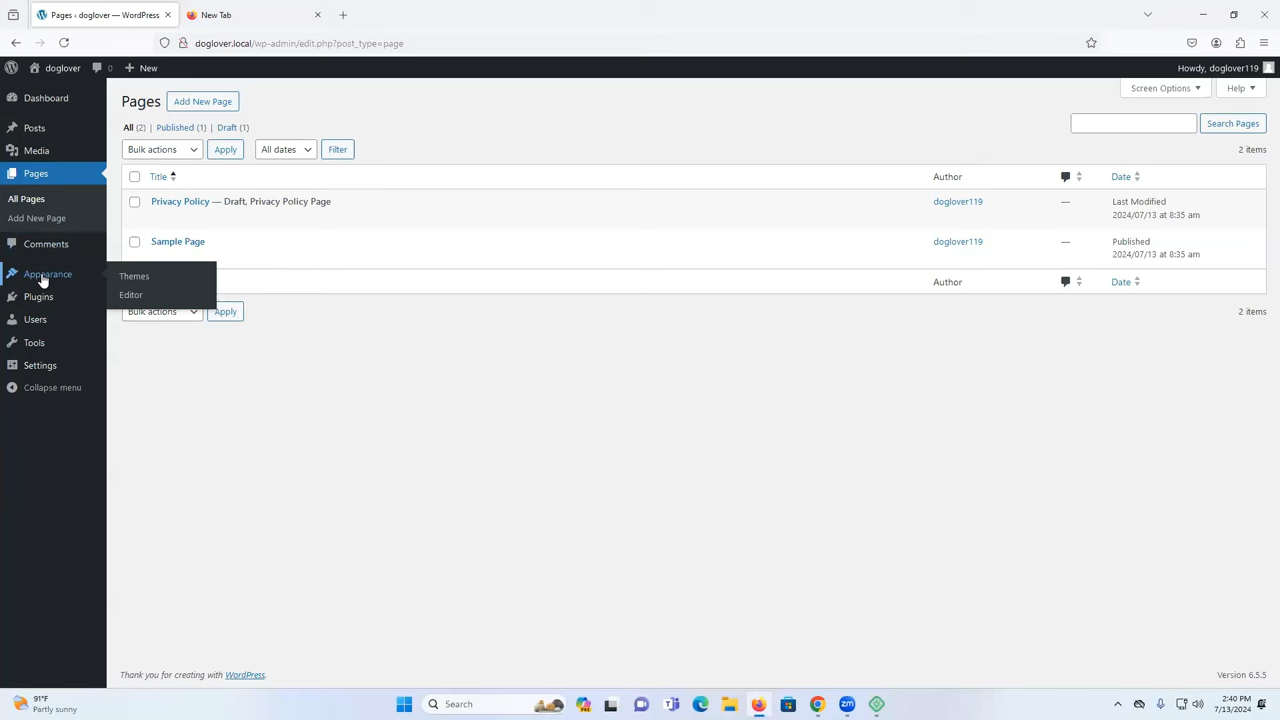 Pages ‹ doglover — WordPress
New Tab
doglover.local/wp-admin/edit.php?post_type=page
doglover
0
New
Howdy, doglover119
Dashboard
Posts
Media
Pages
All Pages
Add New Page
Comments
Appearance
Plugins
Users
Tools
Settings
Collapse menu
Themes
Editor
Pages
Add New Page
Screen Options
Help
All (2) | Published (1) | Draft (1)
Search Pages
Bulk actions
Apply
All dates
Filter
2 items
Title
Author
Date
Privacy Policy — Draft, Privacy Policy Page
doglover119
—
Last Modified
2024/07/13 at 8:35 am
Sample Page
doglover119
—
Published
2024/07/13 at 8:35 am
Author
Date
Bulk actions
Apply
2 items
Thank you for creating with WordPress.
Version 6.5.5
91°F
Partly sunny
Search
zm
2:40 PM
7/13/2024